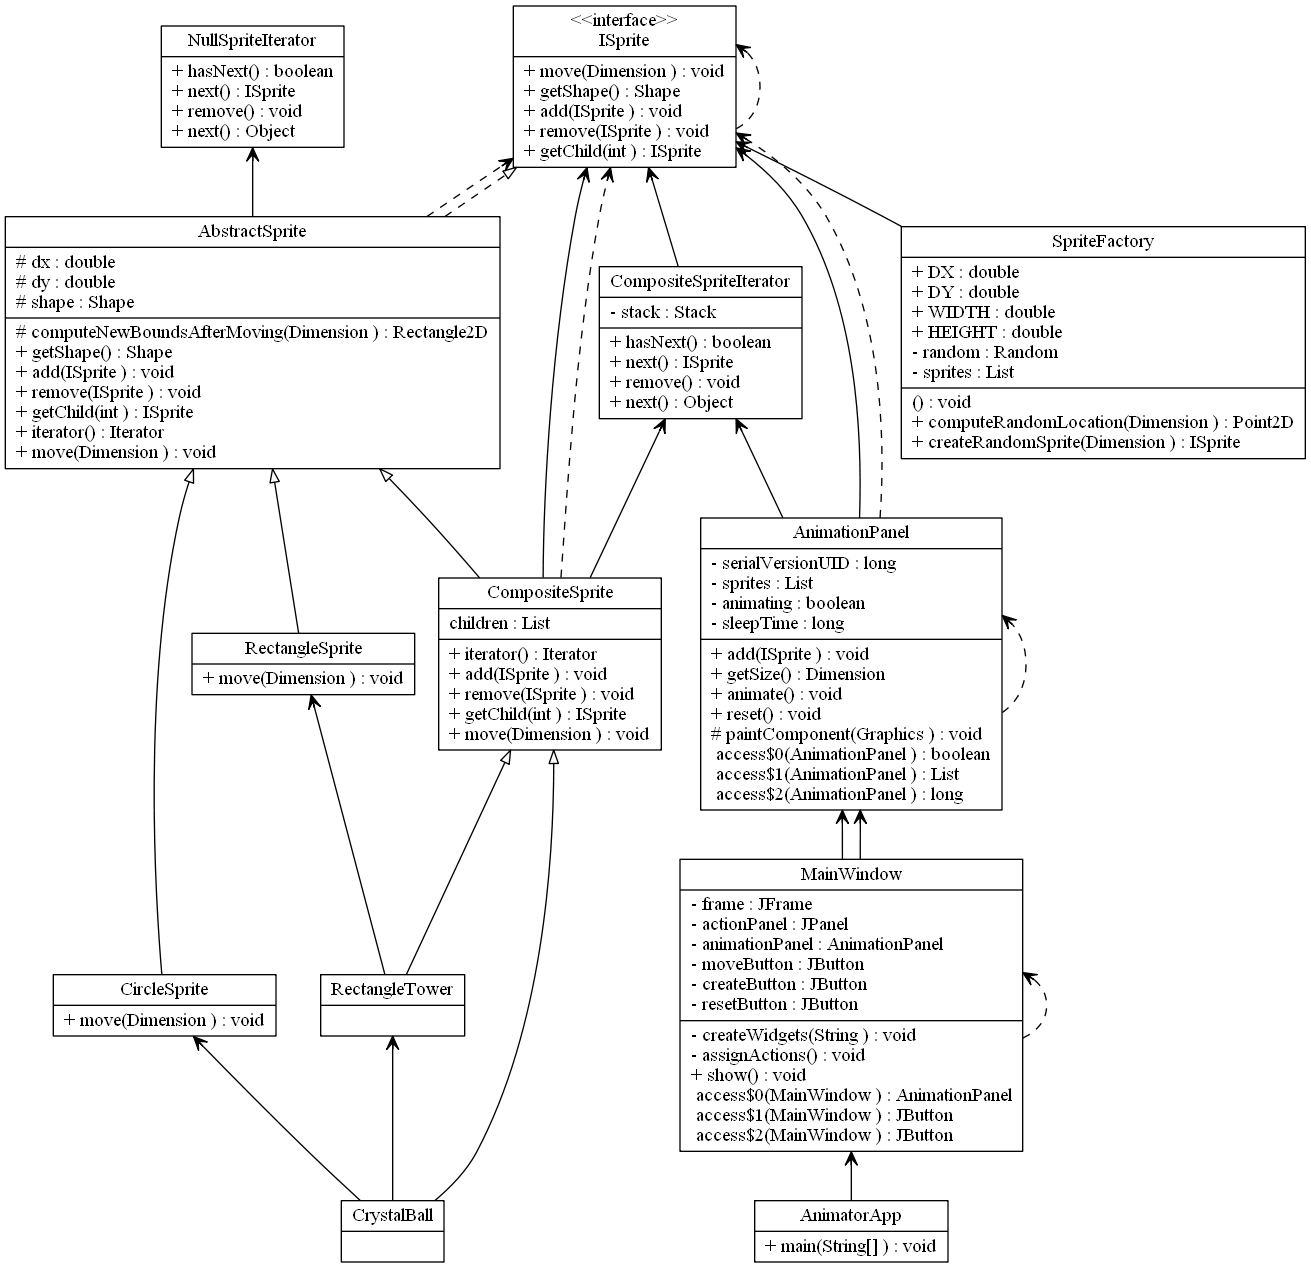 NullSpriteIterator
+ hasNext() : boolean
+ next() : ISprite
+ remove() : void
+ next() : Object
<<interface>>
ISprite
+ move(Dimension ) : void
+ getShape() : Shape
+ add(ISprite ) : void
+ remove(ISprite ) : void
+ getChild(int ) : ISprite
AbstractSprite
# dx : double
# dy : double
# shape : Shape
# computeNewBoundsAfterMoving(Dimension ) : Rectangle2D
+ getShape() : Shape
+ add(ISprite ) : void
+ remove(ISprite ) : void
+ getChild(int ) : ISprite
+ iterator() : Iterator
+ move(Dimension ) : void
CompositeSpriteIterator
- stack : Stack
+ hasNext() : boolean
+ next() : ISprite
+ remove() : void
+ next() : Object
SpriteFactory
+ DX : double
+ DY : double
+ WIDTH : double
+ HEIGHT : double
- random : Random
- sprites : List
() : void
+ computeRandomLocation(Dimension ) : Point2D
+ createRandomSprite(Dimension ) : ISprite
RectangleSprite
+ move(Dimension ) : void
CompositeSprite
children : List
+ iterator() : Iterator
+ add(ISprite ) : void
+ remove(ISprite ) : void
+ getChild(int ) : ISprite
+ move(Dimension ) : void
AnimationPanel
- serialVersionUID : long
- sprites : List
- animating : boolean
- sleepTime : long
+ add(ISprite ) : void
+ getSize() : Dimension
+ animate() : void
+ reset() : void
# paintComponent(Graphics ) : void
access$0(AnimationPanel ) : boolean
access$1(AnimationPanel ) : List
access$2(AnimationPanel ) : long
CircleSprite
+ move(Dimension ) : void
RectangleTower
MainWindow
- frame : JFrame
- actionPanel : JPanel
- animationPanel : AnimationPanel
- moveButton : JButton
- createButton : JButton
- resetButton : JButton
- createWidgets(String ) : void
- assignActions() : void
+ show() : void
access$0(MainWindow ) : AnimationPanel
access$1(MainWindow ) : JButton
access$2(MainWindow ) : JButton
CrystalBall
AnimatorApp
+ main(String[] ) : void